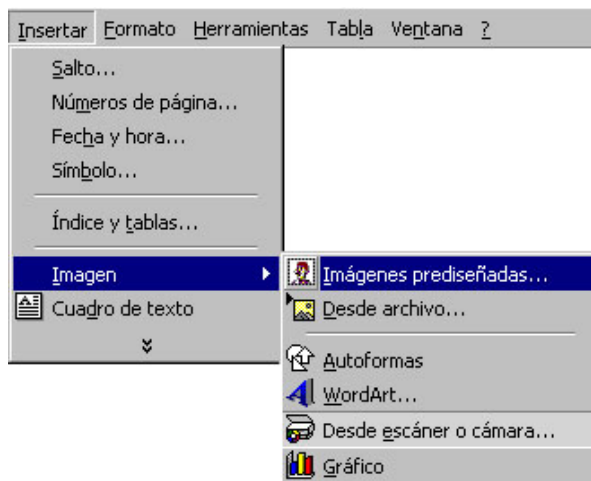 Insertar Formato Herramientas Tabla Ventana ?
Salto...
Números de página...
Fecha y hora...
Símbolo...
Índice y tablas...
Imagen
Cuadro de texto
Imágenes prediseñadas...
Desde archivo...
Autoformas
WordArt...
Desde escáner o cámara...
Gráfico